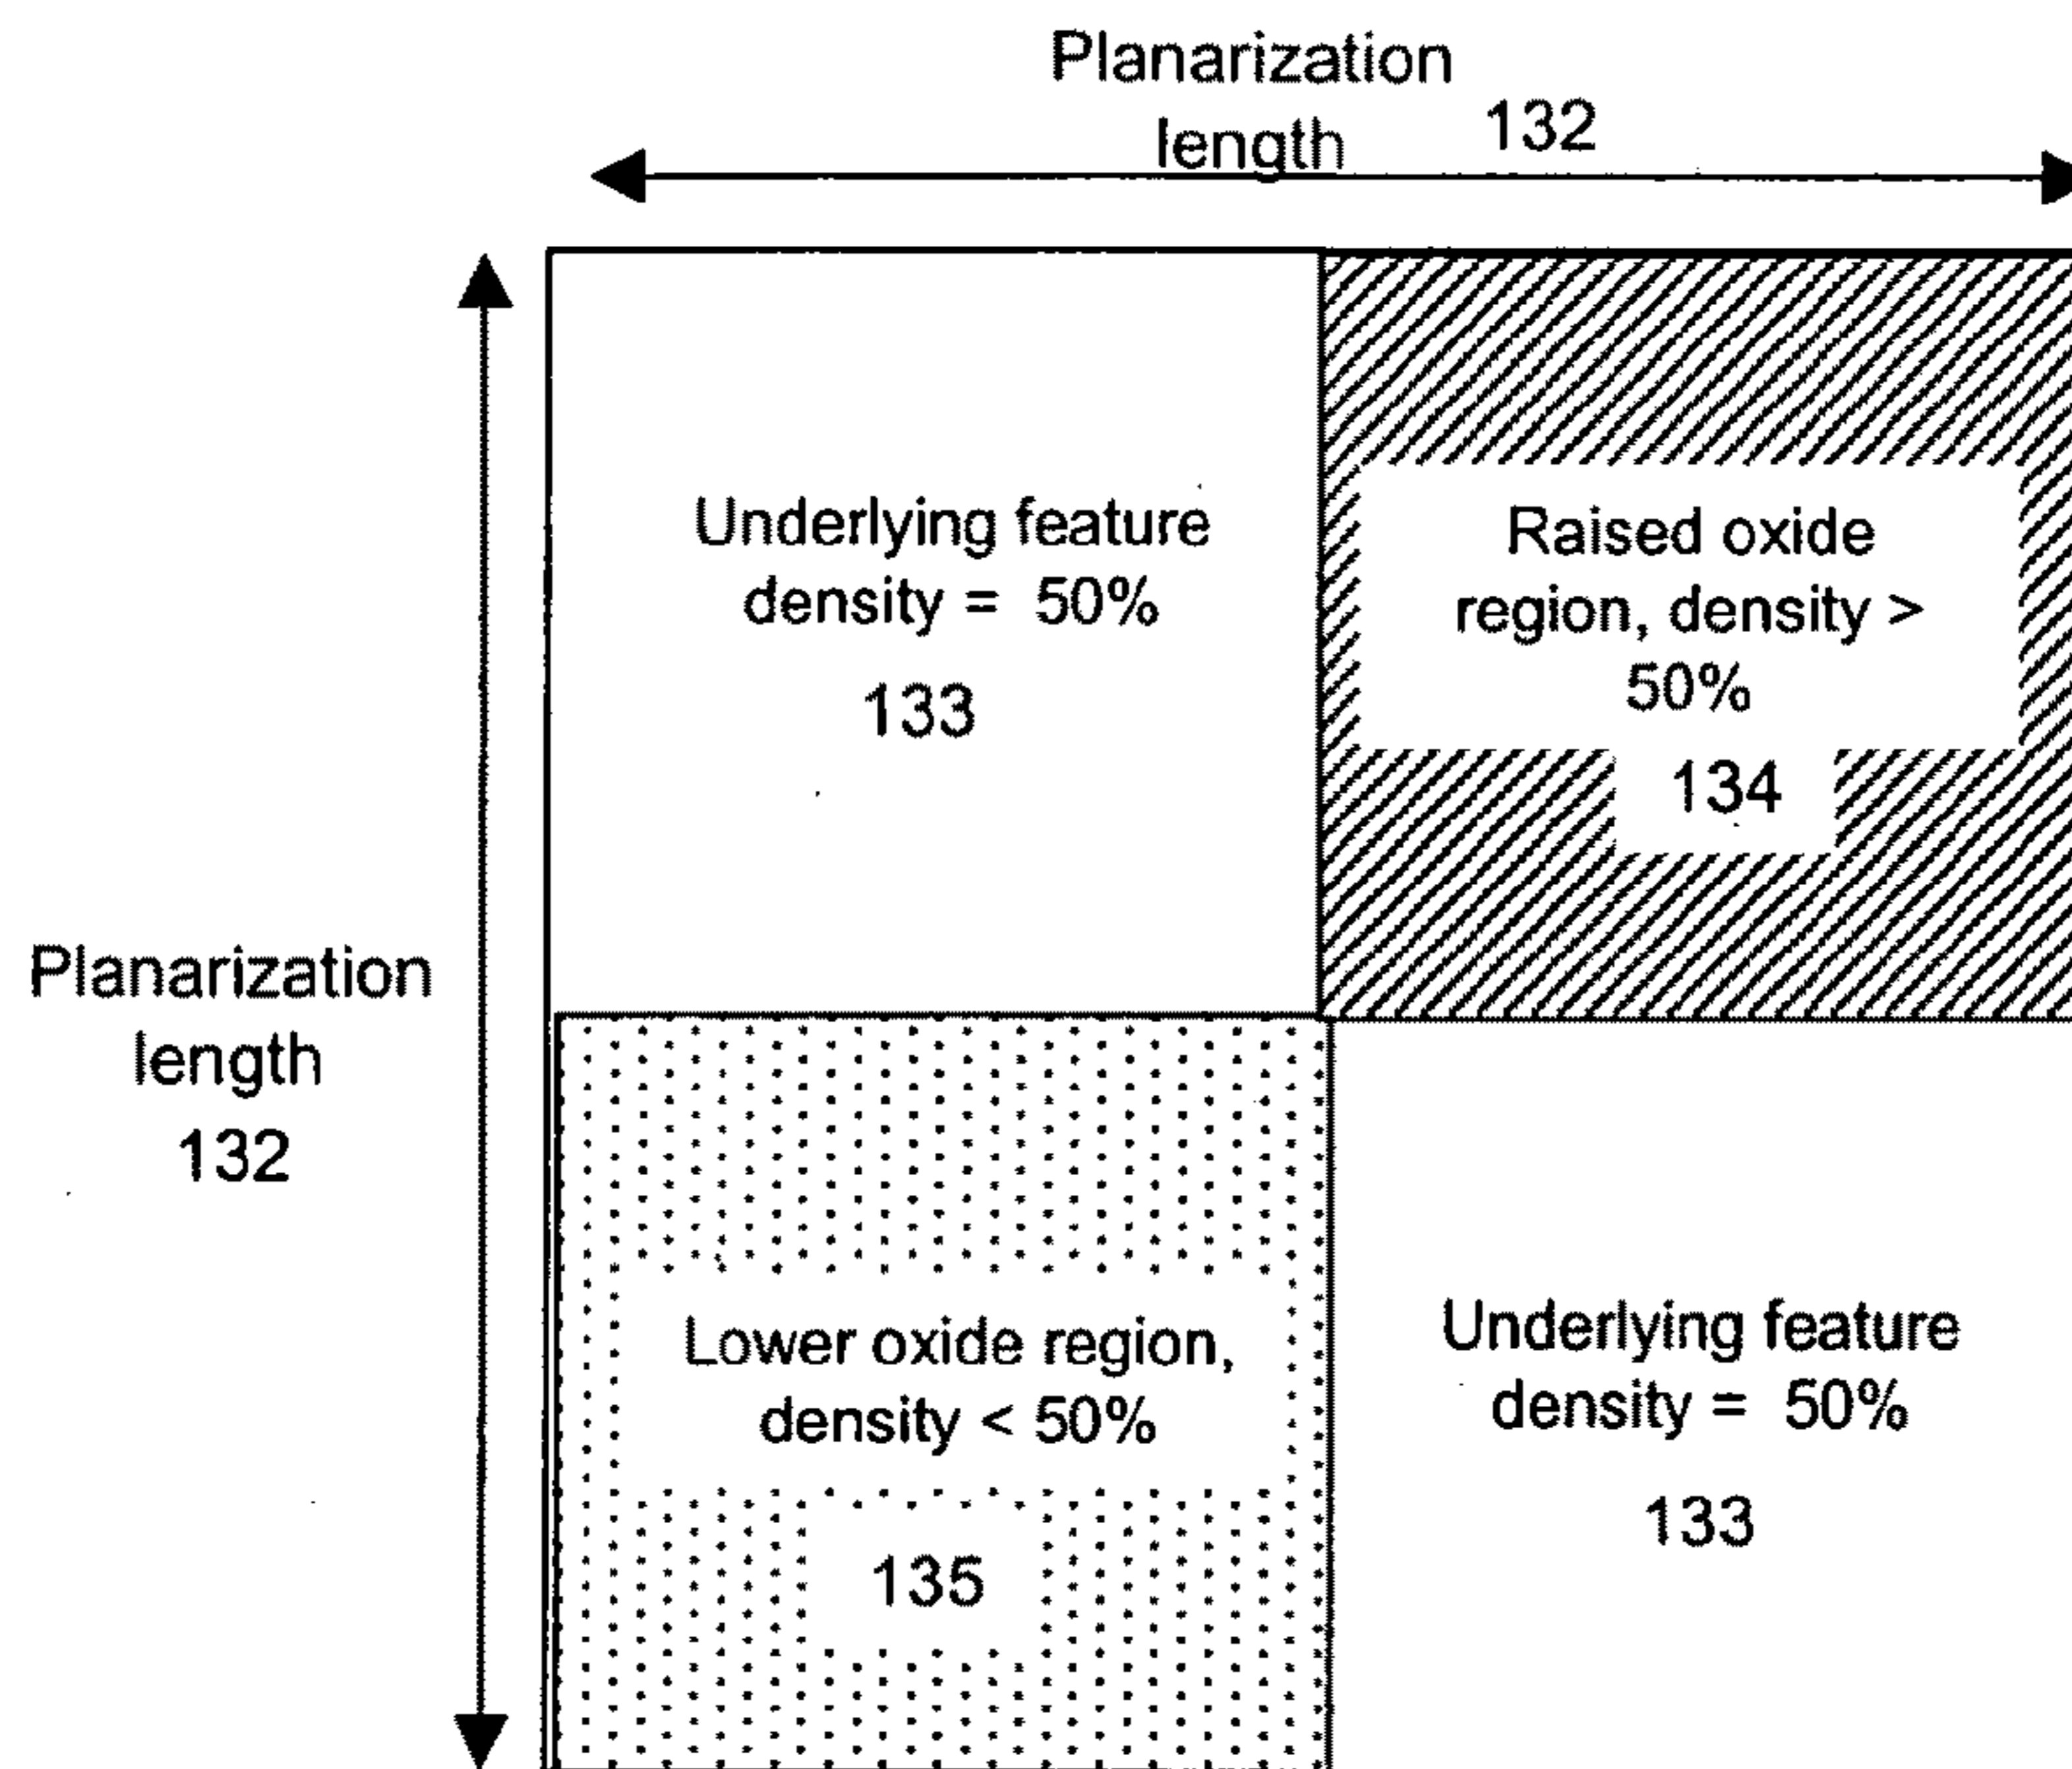 Planarization
length 132
Underlying feature
density = 50%
133
Raised oxide
region, density >
50%
134
Planarization
length
132
Lower oxide region,
density < 50%
135
Underlying feature
density = 50%
133